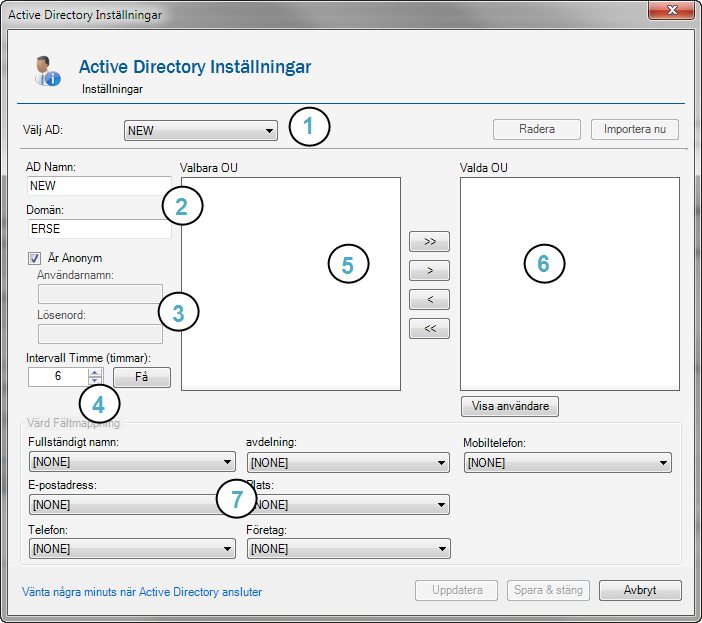 Active Directory Inställningar
Active Directory Inställningar
Inställningar
Välj AD:
NEW
1
Radera
Importera nu
AD Namn:
NEW
Domän:
ERSE
2
Är Anonym
Användarnamn:
Lösenord:
3
Intervall Timme (timmar):
6
Få
4
Valbara OU
5
>>
>
<
<<
Valda OU
6
Visa användare
Värd Fältmappning
Fullständigt namn:
[NONE]
avdelning:
[NONE]
Mobiltelefon:
[NONE]
E-postadress:
[NONE]
7
Plats:
[NONE]
Telefon:
[NONE]
Företag:
[NONE]
Vänta några minuts när Active Directory ansluter
Uppdatera
Spara & stäng
Avbryt